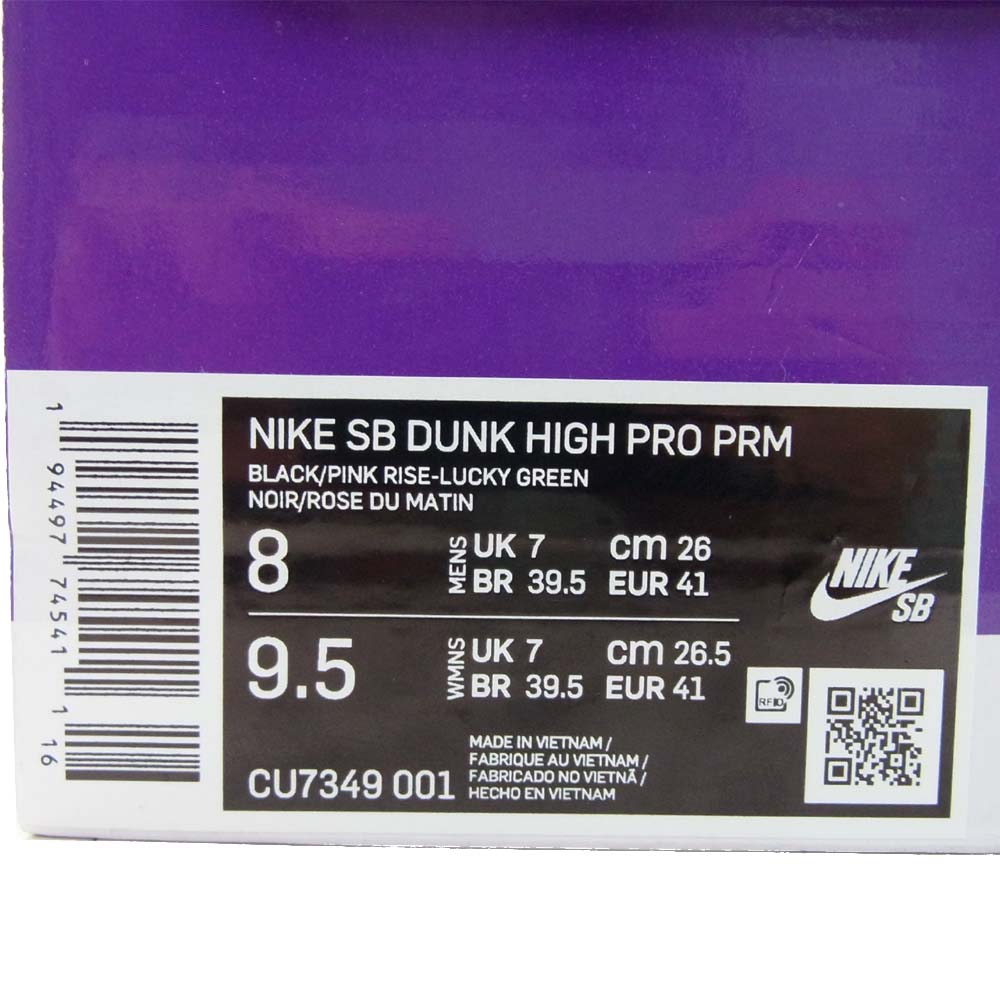 NIKE SB DUNK HIGH PRO PRM
BLACK/PINK RISE-LUCKY GREEN
NOIR/ROSE DU MATIN
8 MENS UK 7 cm 26
BR 39.5 EUR 41
9.5 WMNS UK 7 cm 26.5
BR 39.5 EUR 41
NIKE
SB
RFID
MADE IN VIETNAM /
FABRIQUE AU VIETNAM /
FABRICADO NO VIETNÃ /
HECHO EN VIETNAM
CU7349 001
1 94497 74541 1 16